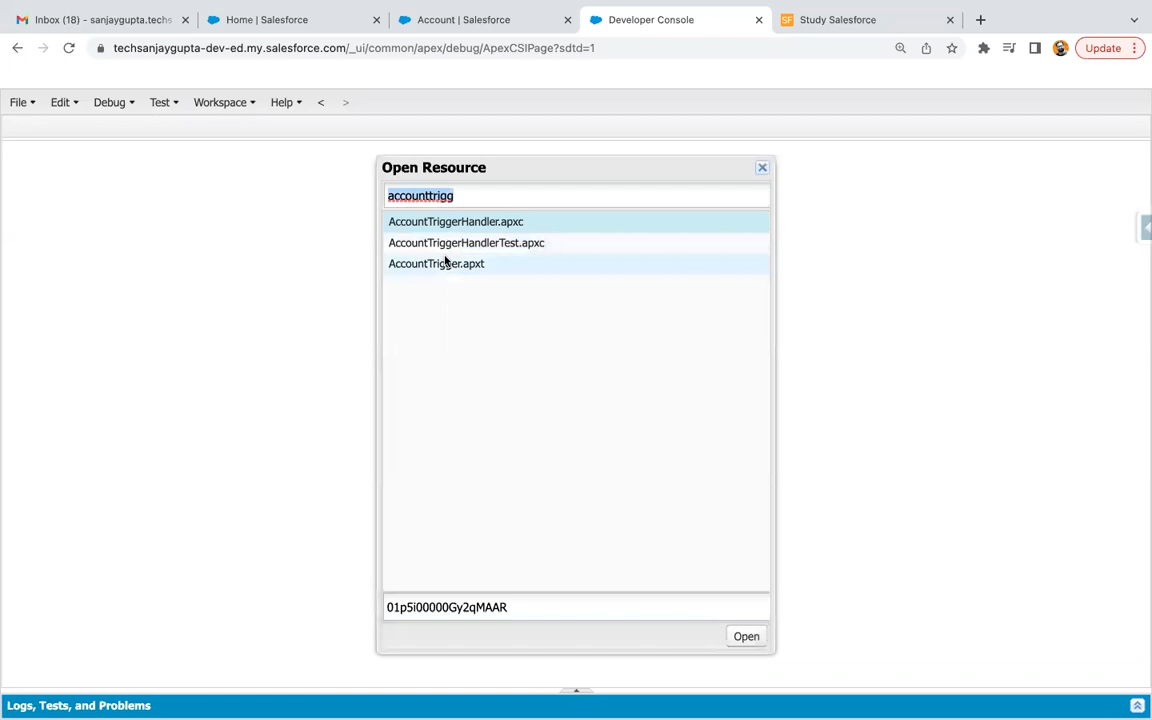 Inbox (18) – sanjaygupta.techs
Home | Salesforce
Account | Salesforce
Developer Console
SF Study Salesforce
techsanjaygupta-dev-ed.my.salesforce.com/_ui/common/apex/debug/ApexCSIPage?sdtd=1
Update
File Edit Debug Test Workspace Help < >
Open Resource
accounttrigg
AccountTriggerHandler.apxc
AccountTriggerHandlerTest.apxc
AccountTrigger.apxt
01p5i00000Gy2qMAAR
Open
Logs, Tests, and Problems